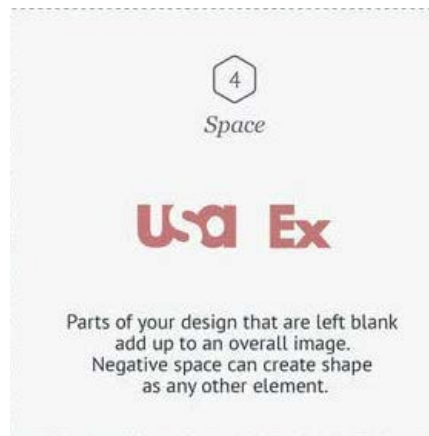 4
Space
usa Ex
Parts of your design that are left blank
add up to an overall image.
Negative space can create shape
as any other element.